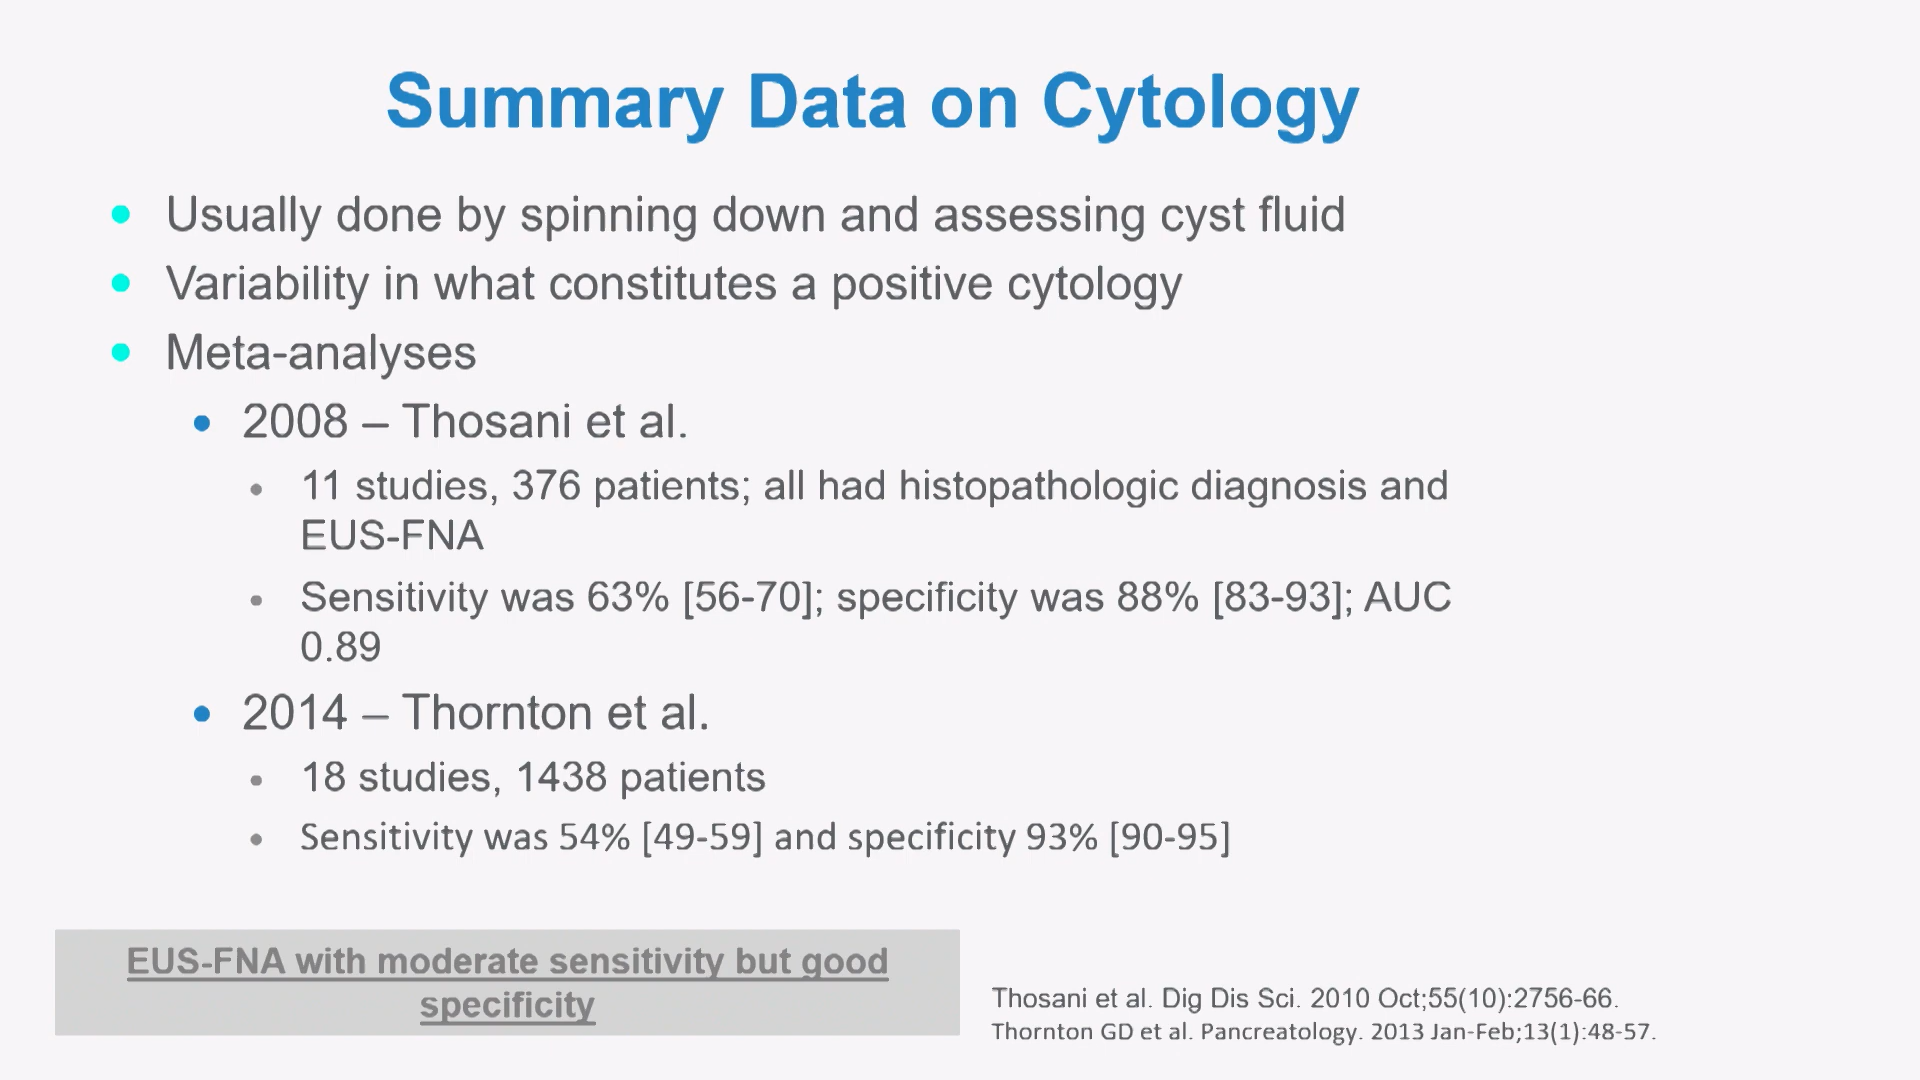 Summary Data on Cytology
Usually done by spinning down and assessing cyst fluid
Variability in what constitutes a positive cytology
Meta-analyses
2008 – Thosani et al.
11 studies, 376 patients; all had histopathologic diagnosis and
EUS-FNA
Sensitivity was 63% [56-70]; specificity was 88% [83-93]; AUC
0.89
2014 – Thornton et al.
18 studies, 1438 patients
Sensitivity was 54% [49-59] and specificity 93% [90-95]
EUS-FNA with moderate sensitivity but good
specificity
Thosani et al. Dig Dis Sci. 2010 Oct;55(10):2756-66.
Thornton GD et al. Pancreatology. 2013 Jan-Feb;13(1):48-57.